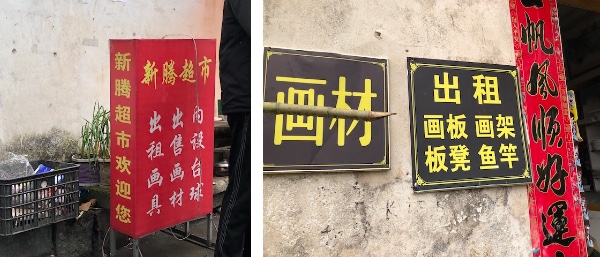 新腾超市欢迎您
新腾超市
内设台球
出售画材
出租画具
画材
出租
画板 画架
板凳 鱼竿
帆风顺好运